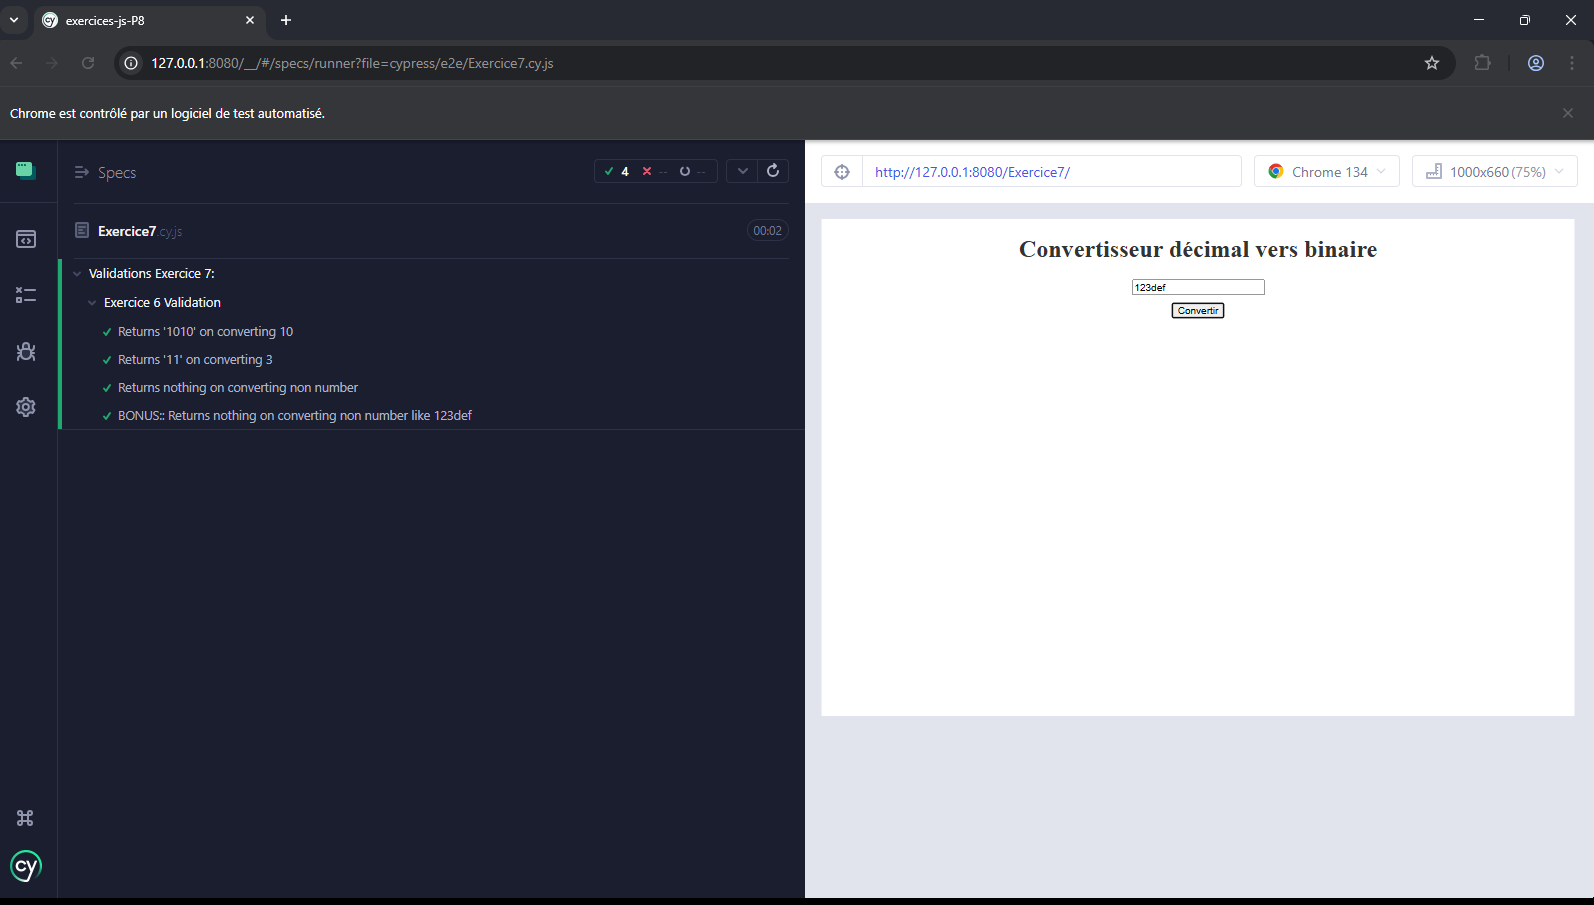 exercices-js-P8
127.0.0.1:8080/__/#/specs/runner?file=cypress/e2e/Exercice7.cy.js
Chrome est contrôlé par un logiciel de test automatisé.
Specs
4 -- --
Exercice7.cy.js
00:02
Validations Exercice 7:
Exercice 6 Validation
Returns '1010' on converting 10
Returns '11' on converting 3
Returns nothing on converting non number
BONUS:: Returns nothing on converting non number like 123def
cy
http://127.0.0.1:8080/Exercice7/
Chrome 134
1000x660 (75%)
Convertisseur décimal vers binaire
123def
Convertir